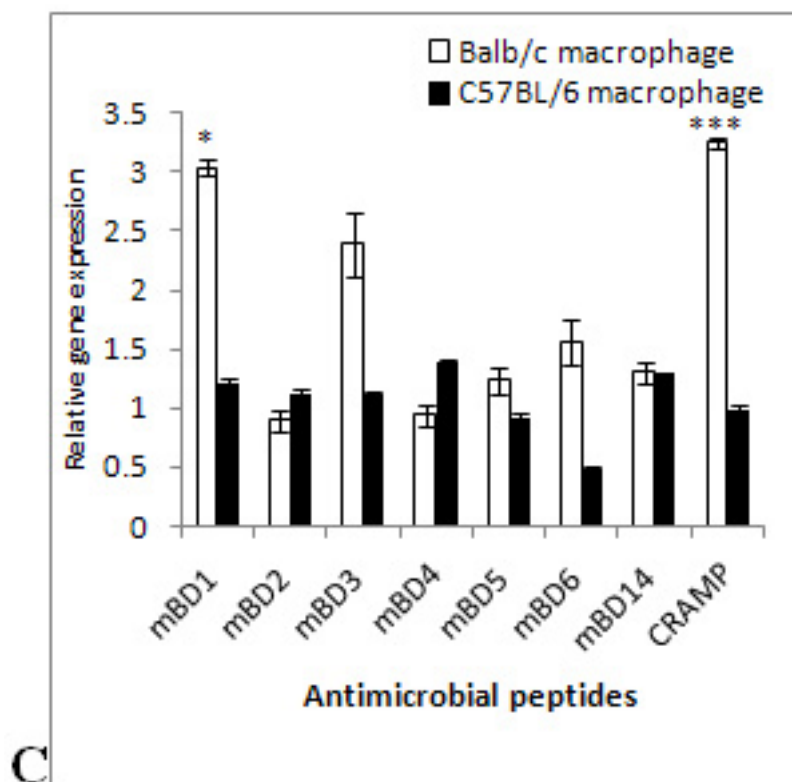 Balb/c macrophage
C57BL/6 macrophage
3.5
3
2.5
2
1.5
1
0.5
0
Relative gene expression
*
***
mBD1
mBD2
mBD3
mBD4
mBD5
mBD6
mBD14
CRAMP
Antimicrobial peptides
C